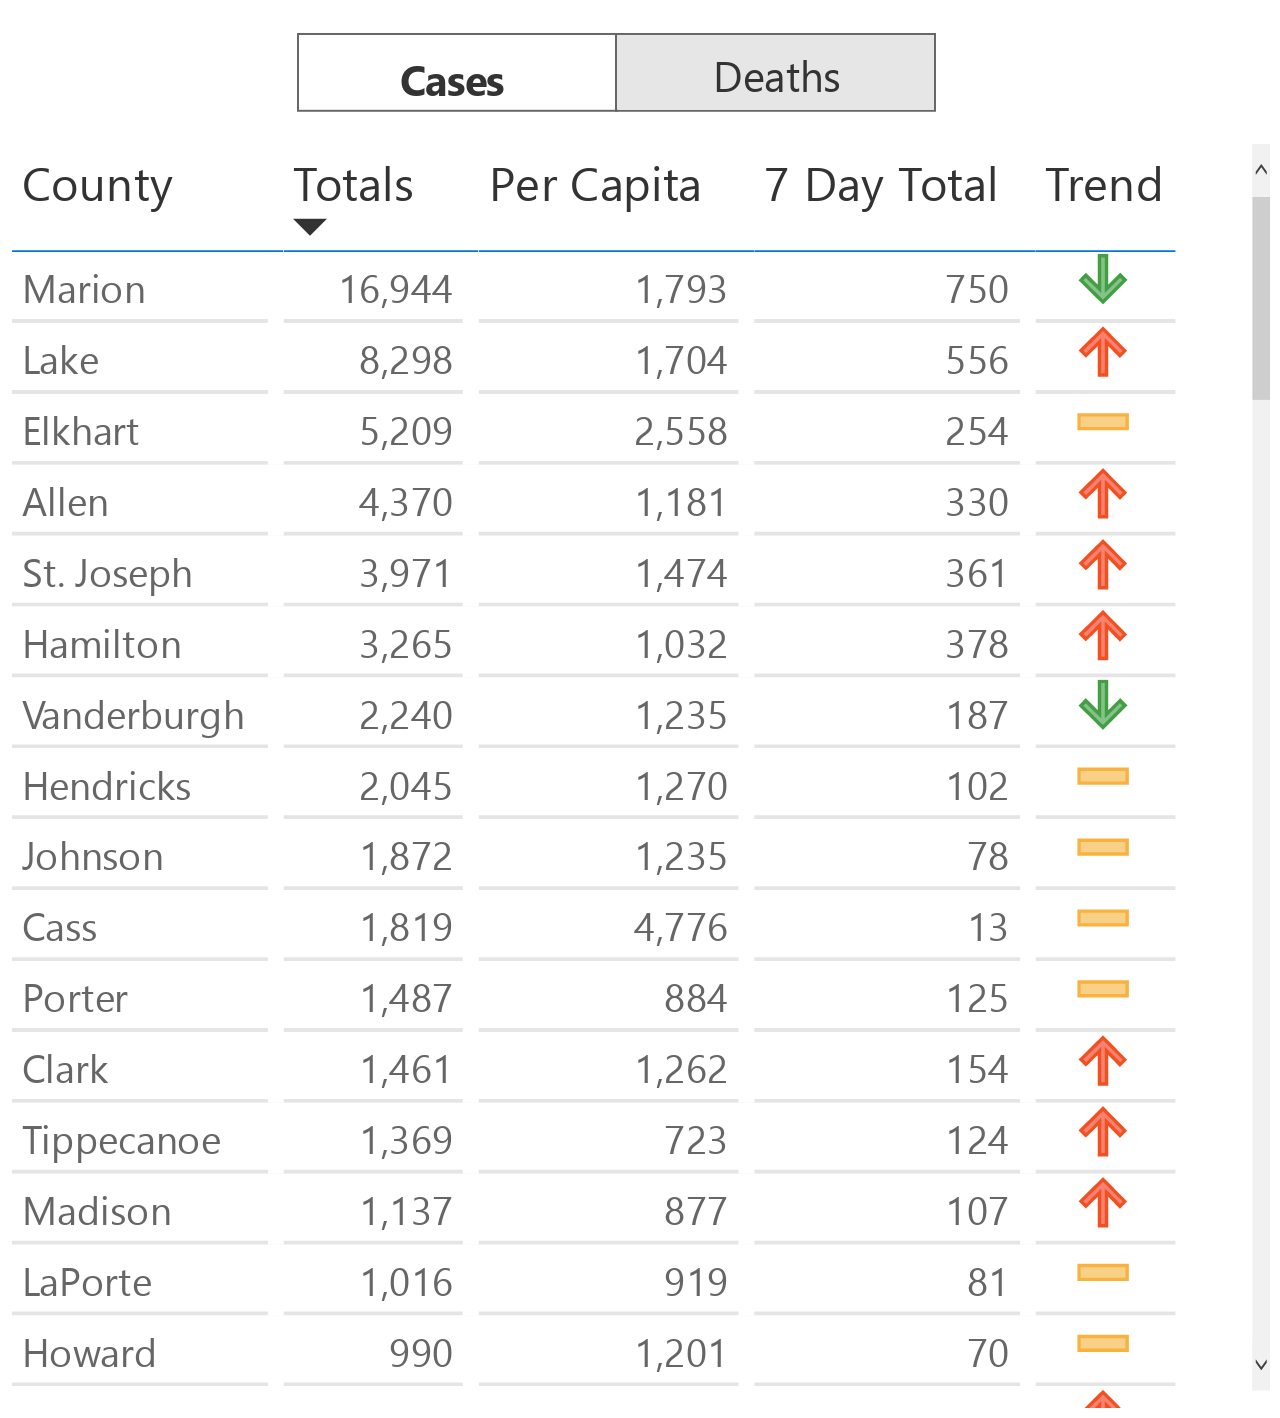 Cases Deaths
County Totals Per Capita 7 Day Total Trend
Marion 16,944 1,793 750
Lake 8,298 1,704 556
Elkhart 5,209 2,558 254
Allen 4,370 1,181 330
St. Joseph 3,971 1,474 361
Hamilton 3,265 1,032 378
Vanderburgh 2,240 1,235 187
Hendricks 2,045 1,270 102
Johnson 1,872 1,235 78
Cass 1,819 4,776 13
Porter 1,487 884 125
Clark 1,461 1,262 154
Tippecanoe 1,369 723 124
Madison 1,137 877 107
LaPorte 1,016 919 81
Howard 990 1,201 70